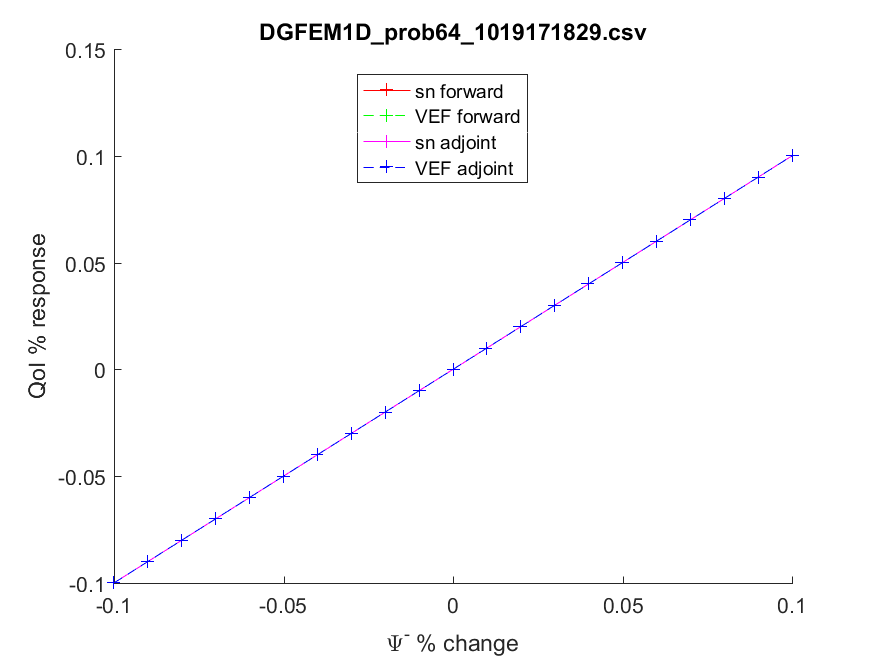 DGFEM1D_prob64_1019171829.csv
sn forward
VEF forward
sn adjoint
VEF adjoint
QoI % response
0.15
0.1
0.05
0
-0.05
-0.1
-0.1
-0.05
0
0.05
0.1
Ψ⁻ % change